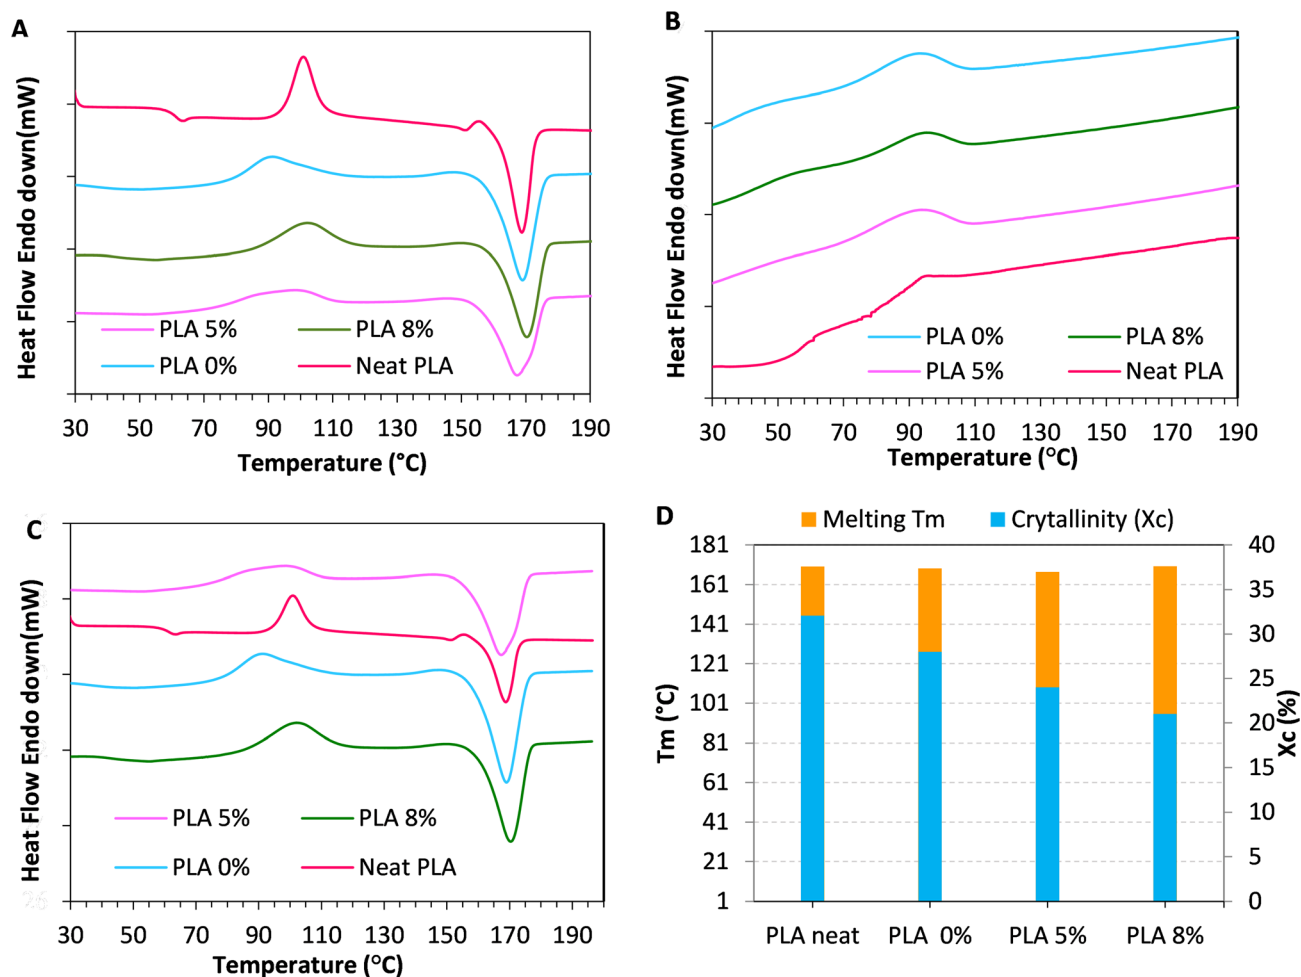 A
Heat Flow Endo down(mW)
PLA 5%
PLA 8%
PLA 0%
Neat PLA
30 50 70 90 110 130 150 170 190
Temperature (°C)
B
Heat Flow Endo down(mW)
PLA 0%
PLA 8%
PLA 5%
Neat PLA
30 50 70 90 110 130 150 170 190
Temperature (°C)
C
Heat Flow Endo down(mW)
PLA 5%
PLA 8%
PLA 0%
Neat PLA
30 50 70 90 110 130 150 170 190
Temperature (°C)
D
Melting Tm
Crytallinity (Xc)
Tm (°C)
181
161
141
121
101
81
61
41
21
1
40
35
30
25
20
15
10
5
0
Xc (%)
PLA neat
PLA 0%
PLA 5%
PLA 8%